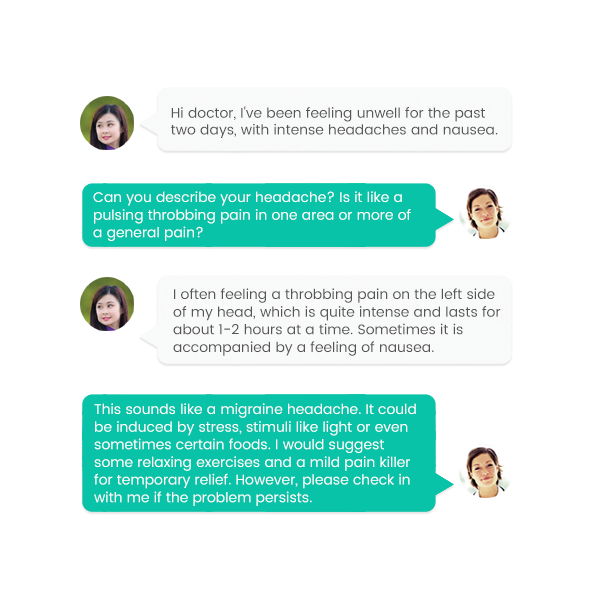 Hi doctor, I've been feeling unwell for the past
two days, with intense headaches and nausea.
Can you describe your headache? Is it like a
pulsing throbbing pain in one area or more of
a general pain?
I often feeling a throbbing pain on the left side
of my head, which is quite intense and lasts for
about 1-2 hours at a time. Sometimes it is
accompanied by a feeling of nausea.
This sounds like a migraine headache. It could
be induced by stress, stimuli like light or even
sometimes certain foods. I would suggest
some relaxing exercises and a mild pain killer
for temporary relief. However, please check in
with me if the problem persists.